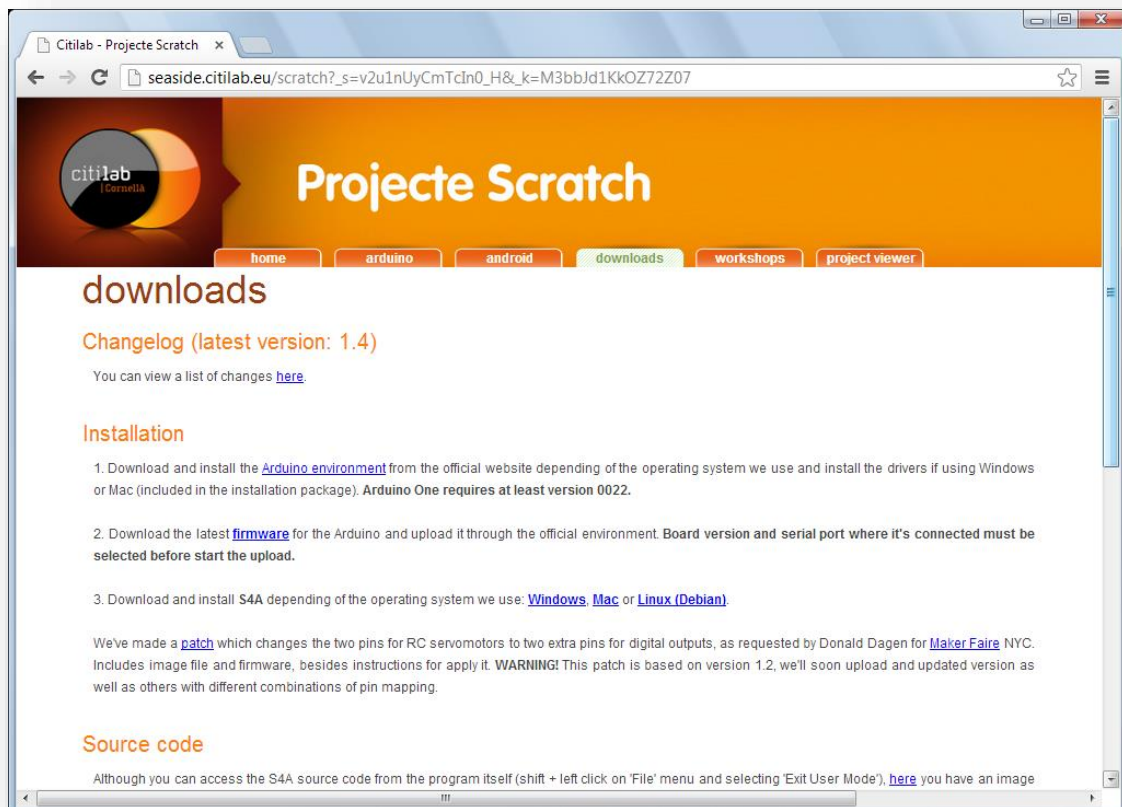 Citilab - Projecte Scratch
seaside.citilab.eu/scratch?_s=v2u1nUyCmTcIn0_H&_k=M3bbJd1KkOZ72Z07
citilab
|Cornellà
Projecte Scratch
home arduino android downloads workshops project viewer
downloads
Changelog (latest version: 1.4)
You can view a list of changes here.
Installation
1. Download and install the Arduino environment from the official website depending of the operating system we use and install the drivers if using Windows
or Mac (included in the installation package). Arduino One requires at least version 0022.
2. Download the latest firmware for the Arduino and upload it through the official environment. Board version and serial port where it's connected must be
selected before start the upload.
3. Download and install S4A depending of the operating system we use: Windows, Mac or Linux (Debian).
We've made a patch which changes the two pins for RC servomotors to two extra pins for digital outputs, as requested by Donald Dagen for Maker Faire NYC.
Includes image file and firmware, besides instructions for apply it. WARNING! This patch is based on version 1.2, we'll soon upload and updated version as
well as others with different combinations of pin mapping.
Source code
Although you can access the S4A source code from the program itself (shift + left click on 'File' menu and selecting 'Exit User Mode'), here you have an image